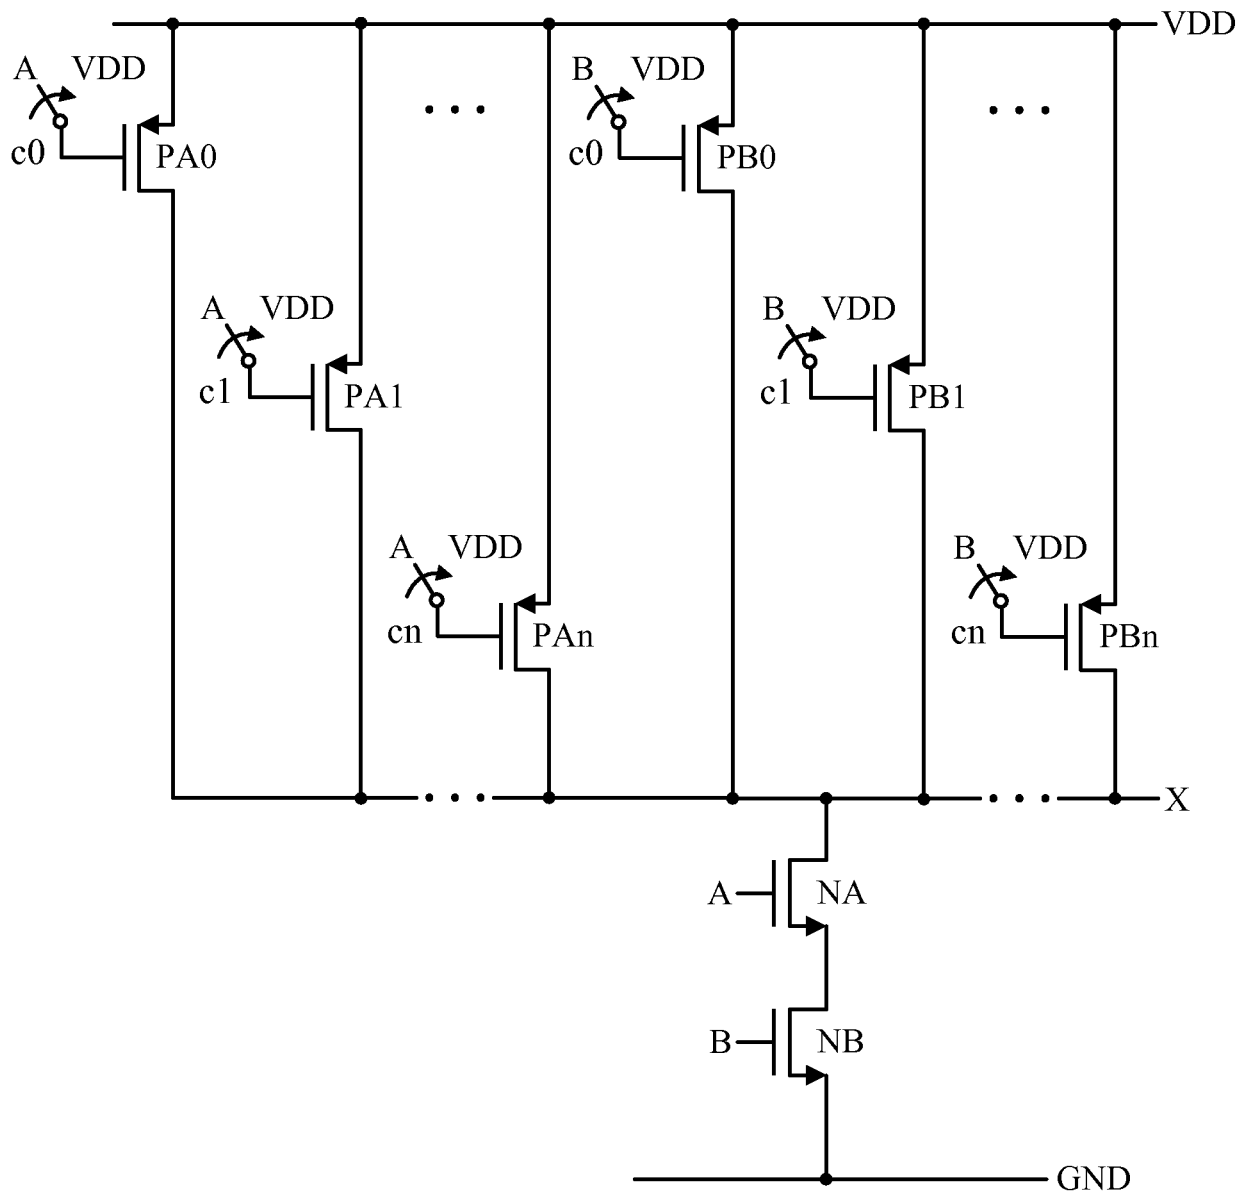 VDD
A VDD
B VDD
c0
PA0
c0
PB0
A VDD
B VDD
c1
PA1
c1
PB1
A VDD
B VDD
cn
PAn
cn
PBn
X
A
NA
B
NB
GND